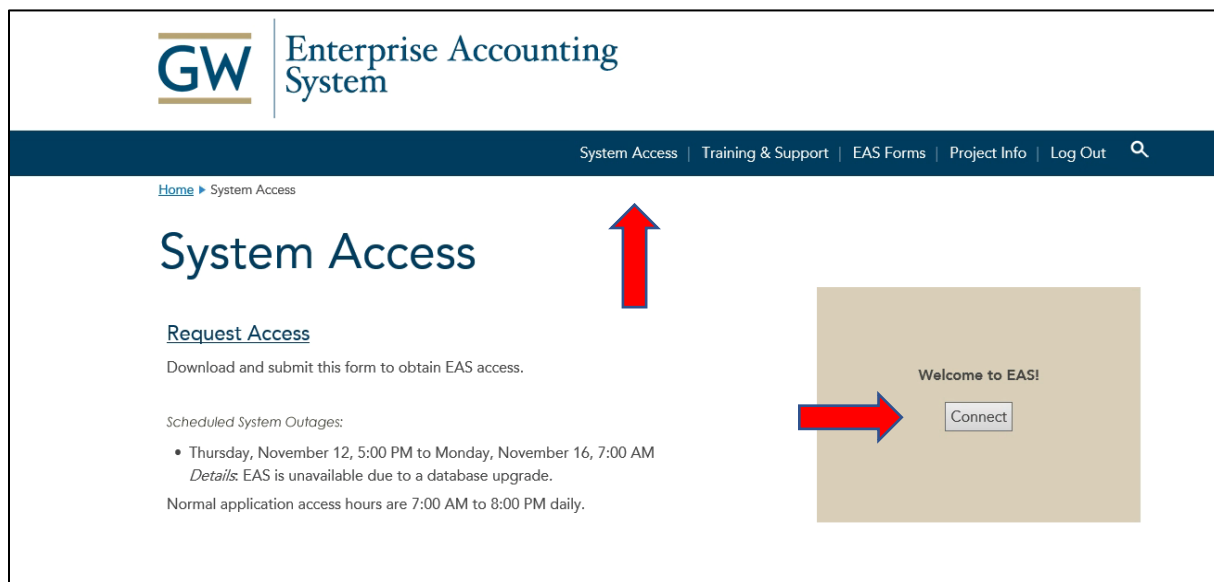 GW
Enterprise Accounting
System
System Access | Training & Support | EAS Forms | Project Info | Log Out
Home ▶ System Access
System Access
Request Access
Download and submit this form to obtain EAS access.
Scheduled System Outages:
• Thursday, November 12, 5:00 PM to Monday, November 16, 7:00 AM
Details: EAS is unavailable due to a database upgrade.
Normal application access hours are 7:00 AM to 8:00 PM daily.
Welcome to EAS!
Connect